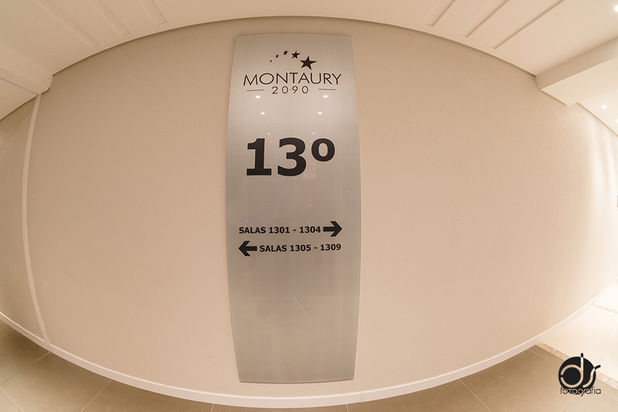 MONTAURY
2090
13º
SALAS 1301 - 1304
SALAS 1305 - 1309
fotografia